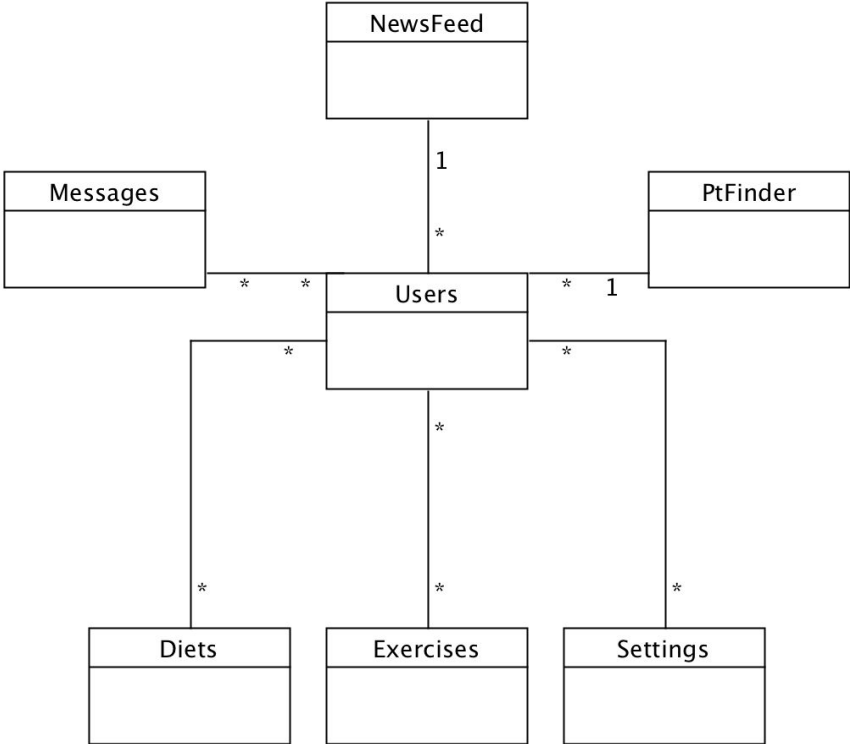 NewsFeed
1
*
Messages
PtFinder
* * Users * 1
* *
*
* * *
Diets Exercises Settings